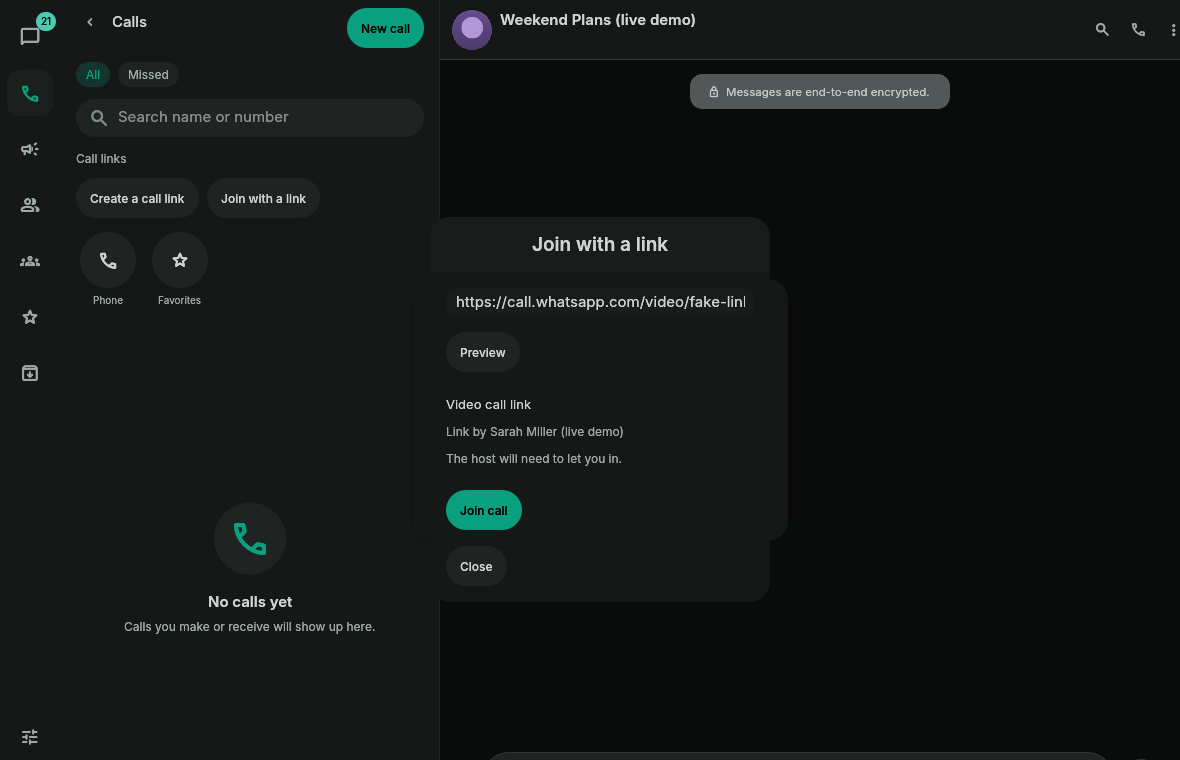 21
Calls
New call
All
Missed
Search name or number
Call links
Create a call link
Join with a link
Phone
Favorites
No calls yet
Calls you make or receive will show up here.
Weekend Plans (live demo)
Messages are end-to-end encrypted.
Join with a link
https://call.whatsapp.com/video/fake-lin
Preview
Video call link
Link by Sarah Miller (live demo)
The host will need to let you in.
Join call
Close